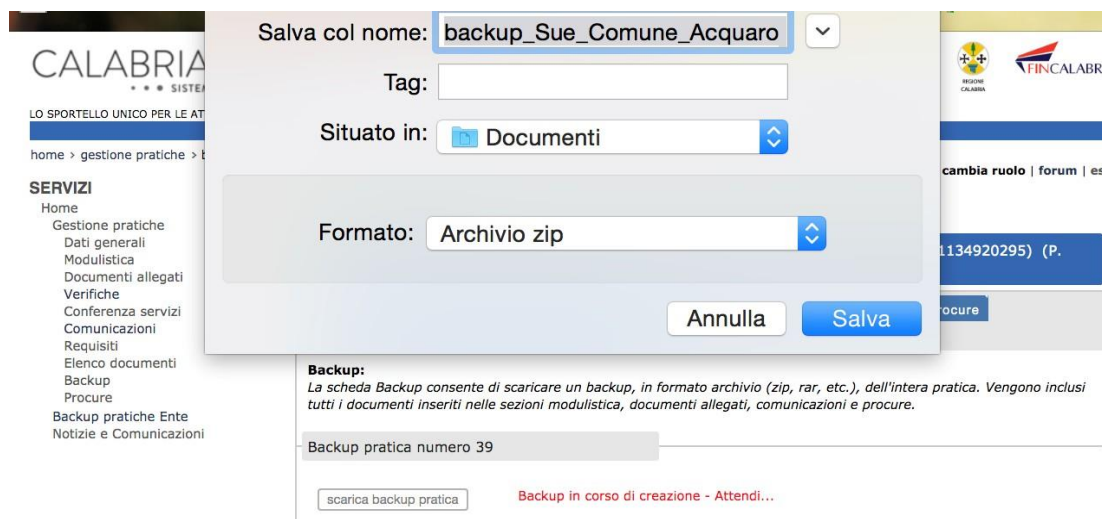 Salva col nome: backup_Sue_Comune_Acquaro
Tag:
Situato in: Documenti
Formato: Archivio zip
Annulla Salva
CALABRIA
REGIONE CALABRIA
FINCALABR
LO SPORTELLO UNICO PER LE AT
home > gestione pratiche >
cambia ruolo | forum | es
SERVIZI
Home
Gestione pratiche
Dati generali
Modulistica
Documenti allegati
Verifiche
Conferenza servizi
Comunicazioni
Requisiti
Elenco documenti
Backup
Procure
Backup pratiche Ente
Notizie e Comunicazioni
1134920295) (P.
ocure
Backup:
La scheda Backup consente di scaricare un backup, in formato archivio (zip, rar, etc.), dell'intera pratica. Vengono inclusi
tutti i documenti inseriti nelle sezioni modulistica, documenti allegati, comunicazioni e procure.
Backup pratica numero 39
scarica backup pratica Backup in corso di creazione - Attendi...